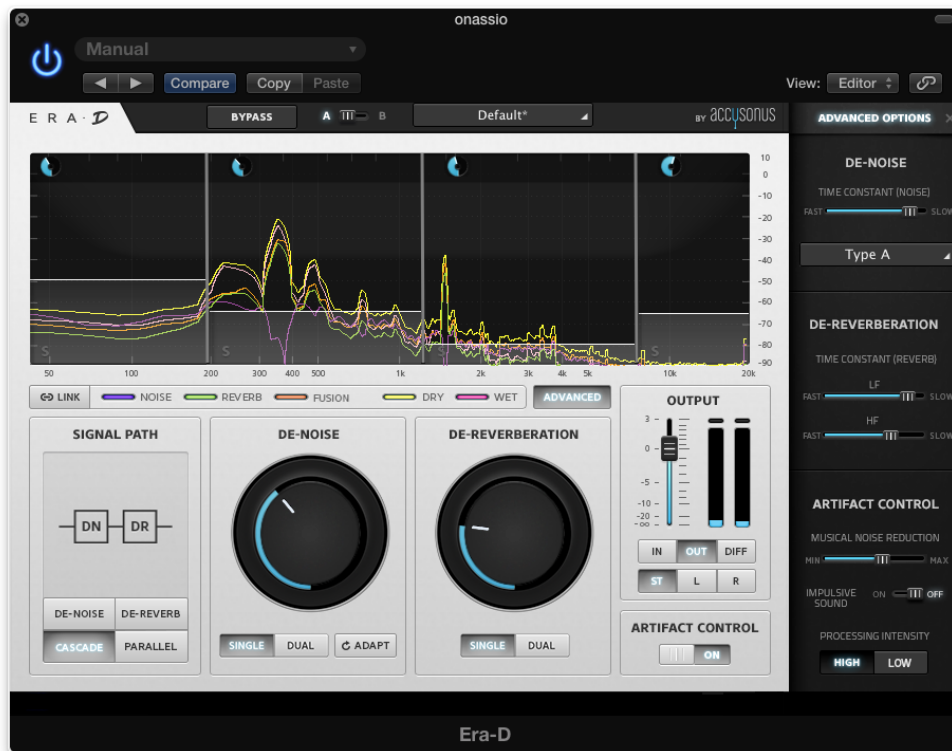 onassio
Manual
Compare Copy Paste View: Editor
ERA·D BYPASS A B Default* BY accusonus ADVANCED OPTIONS
10
0
-10
-20
-30
-40
-50
-60
-70
-80
-90
S S S S
50 100 200 300 400 500 1k 2k 3k 4k 5k 10k 20k
LINK NOISE REVERB FUSION DRY WET ADVANCED
SIGNAL PATH
DN DR
DE-NOISE DE-REVERB
CASCADE PARALLEL
DE-NOISE
SINGLE DUAL ADAPT
DE-REVERBERATION
SINGLE DUAL
OUTPUT
3
0
-5
-10
-20
-∞
IN OUT DIFF
ST L R
ARTIFACT CONTROL
ON
DE-NOISE
TIME CONSTANT (NOISE)
FAST SLOW
Type A
DE-REVERBERATION
TIME CONSTANT (REVERB)
LF
FAST SLOW
HF
FAST SLOW
ARTIFACT CONTROL
MUSICAL NOISE REDUCTION
MIN MAX
IMPULSIVE
SOUND ON OFF
PROCESSING INTENSITY
HIGH LOW
Era-D